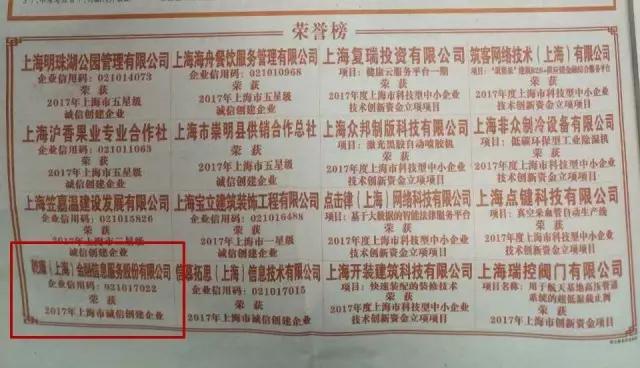 荣誉榜
上海明珠湖公园管理有限公司
企业信用码：021014073
荣 获
2017年上海市五星级
诚信创建企业
上海海舟餐饮服务管理有限公司
企业信用码：021010968
荣 获
2017年上海市五星级
诚信创建企业
上海复瑞投资有限公司
项目：健康云服务平台一期
荣 获
2017年度上海市科技型中小企业
技术创新资金立项项目
筑客网络技术（上海）有限公司
荣 获
2017年度上海市科技型中小企业
技术创新资金立项项目
上海沪香果业专业合作社
企业信用码：021011063
荣 获
2017年上海市五星级
诚信创建企业
上海市崇明县供销合作总社
荣 获
2017年上海市五星级
诚信创建企业
上海众邦制版科技有限公司
项目：激光黑胶自动喷胶机
荣 获
2017年度上海市科技型中小企业
技术创新资金立项项目
上海非众制冷设备有限公司
项目：低碳环保型工业除湿机
荣 获
2017年度上海市科技型中小企业
技术创新资金立项项目
上海笠嘉温建设发展有限公司
企业信用码：021015826
荣 获
2017年上海市二星级
诚信创建企业
上海宝立建筑装饰工程有限公司
企业信用码：021016488
荣 获
2017年上海市一星级
诚信创建企业
点击律（上海）网络科技有限公司
项目：基于大数据的智能法律服务平台
荣 获
2017年度上海市科技型中小企业
技术创新资金立项项目
上海点键科技有限公司
项目：真空采血管自动生产线
荣 获
2017年度上海市科技型中小企业
技术创新资金立项项目
（上海）金融信息服务股份有限公司
企业信用码：921017022
荣 获
2017年上海市诚信创建企业
信慕拓思（上海）信息技术有限公司
企业信用码：021017015
荣 获
2017年上海市诚信创建企业
上海开装建筑科技有限公司
项目：快速装配的装修技术
荣 获
2017年度上海市科技型中小企业
技术创新资金立项项目
上海瑞控阀门有限公司
项目名称：用于航天基地高压管道
系统的超低温截止阀
荣 获
2017年上海市创新资金立项项目